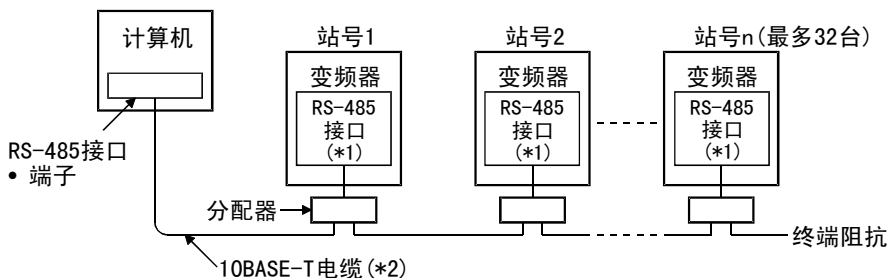 计算机
站号1
站号2
站号n(最多32台)
变频器
变频器
变频器
RS-485
接口
(*1)
RS-485
接口
(*1)
RS-485
接口
(*1)
RS-485接口
• 端子
分配器
终端阻抗
10BASE-T电缆(*2)